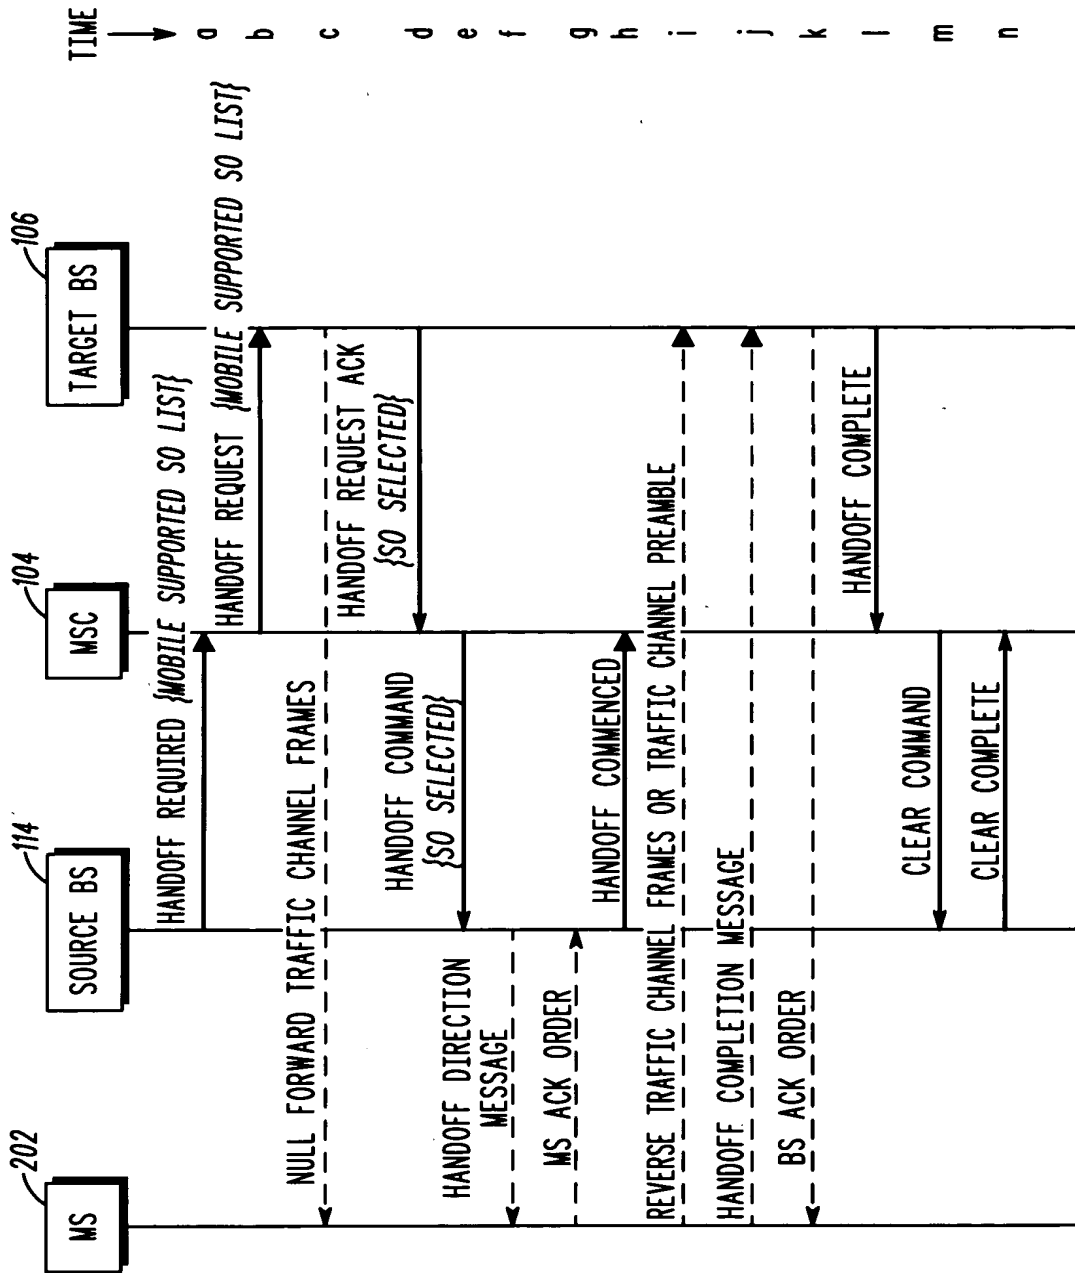 202
MS
114
SOURCE BS
104
MSC
106
TARGET BS
TIME
HANDOFF REQUIRED {MOBILE SUPPORTED SO LIST}
a
HANDOFF REQUEST {MOBILE SUPPORTED SO LIST}
b
NULL FORWARD TRAFFIC CHANNEL FRAMES
c
HANDOFF REQUEST ACK
{SO SELECTED}
d
HANDOFF COMMAND
{SO SELECTED}
e
HANDOFF DIRECTION
MESSAGE
f
MS ACK ORDER
g
HANDOFF COMMENCED
h
REVERSE TRAFFIC CHANNEL FRAMES OR TRAFFIC CHANNEL PREAMBLE
i
HANDOFF COMPLETION MESSAGE
j
BS ACK ORDER
k
HANDOFF COMPLETE
l
CLEAR COMMAND
m
CLEAR COMPLETE
n